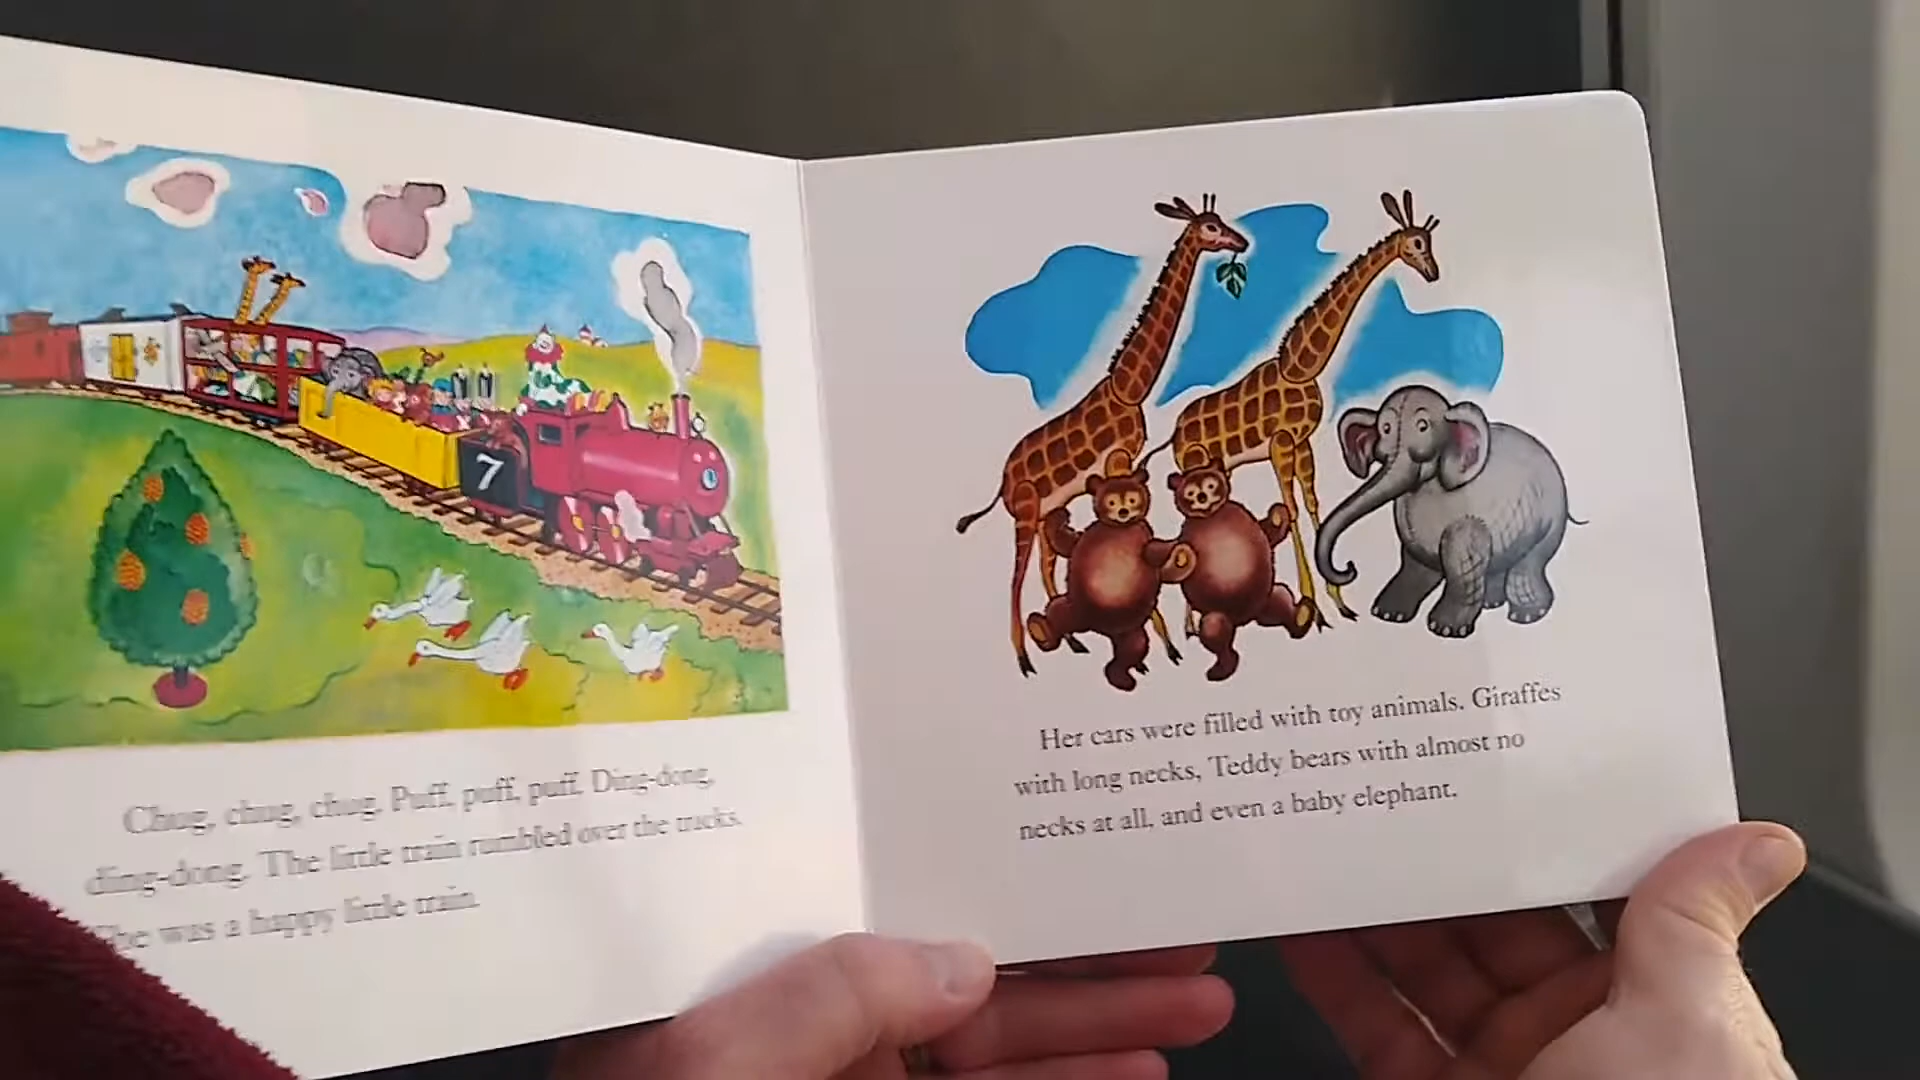 7
Chug, chug, chug. Puff, puff, puff. Ding-dong,
ding-dong. The little train rumbled over the tracks.
She was a happy little train.
Her cars were filled with toy animals. Giraffes
with long necks, Teddy bears with almost no
necks at all, and even a baby elephant.